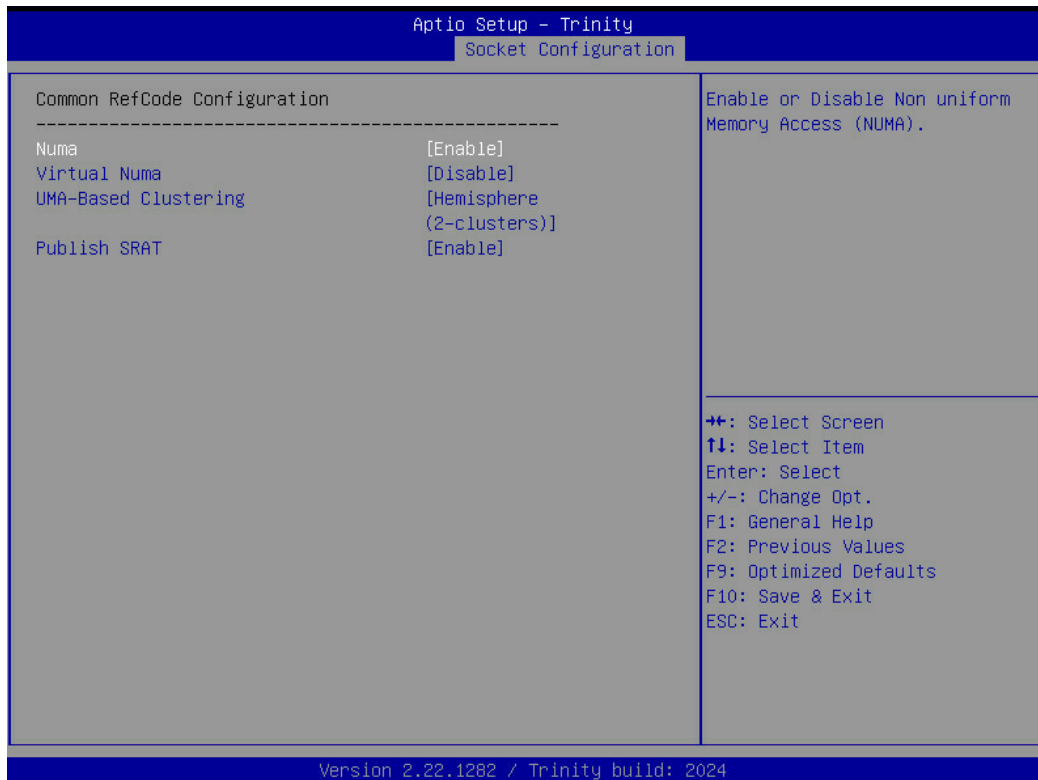 Aptio Setup – Trinity
Socket Configuration
Common RefCode Configuration
--------------------------------------------------
Numa [Enable]
Virtual Numa [Disable]
UMA-Based Clustering [Hemisphere
(2-clusters)]
Publish SRAT [Enable]
Enable or Disable Non uniform
Memory Access (NUMA).
→←: Select Screen
↑↓: Select Item
Enter: Select
+/-: Change Opt.
F1: General Help
F2: Previous Values
F9: Optimized Defaults
F10: Save & Exit
ESC: Exit
Version 2.22.1282 / Trinity build: 2024